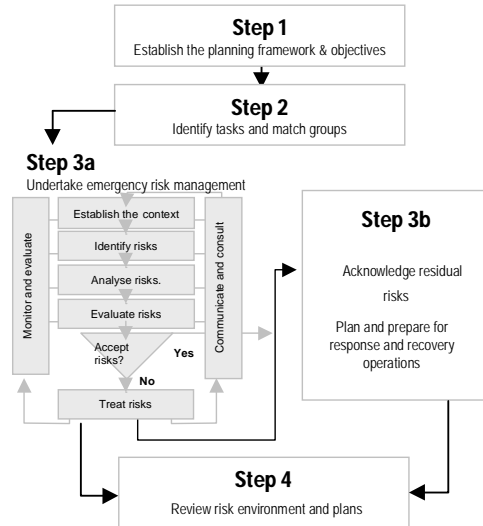 Step 1
Establish the planning framework & objectives
Step 2
Identify tasks and match groups
Step 3a
Undertake emergency risk management
Monitor and evaluate
Establish the context
Identify risks
Analyse risks.
Evaluate risks
Accept
risks?
Yes
No
Treat risks
Communicate and consult
Step 3b
Acknowledge residual
risks
Plan and prepare for
response and recovery
operations
Step 4
Review risk environment and plans